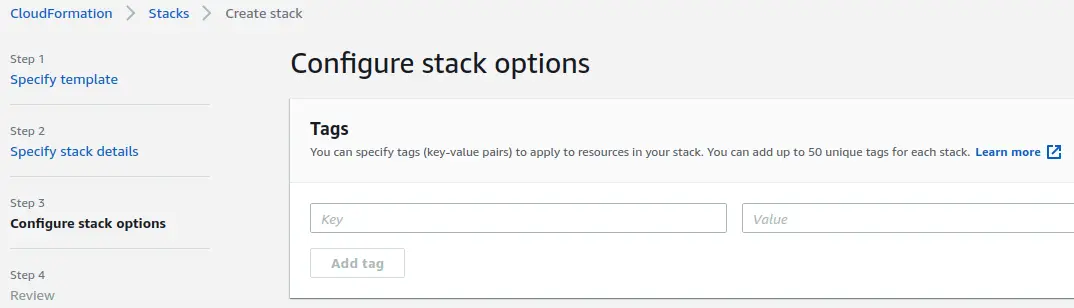 CloudFormation > Stacks > Create stack
Step 1
Specify template
Step 2
Specify stack details
Step 3
Configure stack options
Step 4
Review
Configure stack options
Tags
You can specify tags (key-value pairs) to apply to resources in your stack. You can add up to 50 unique tags for each stack. Learn more
Key Value
Add tag